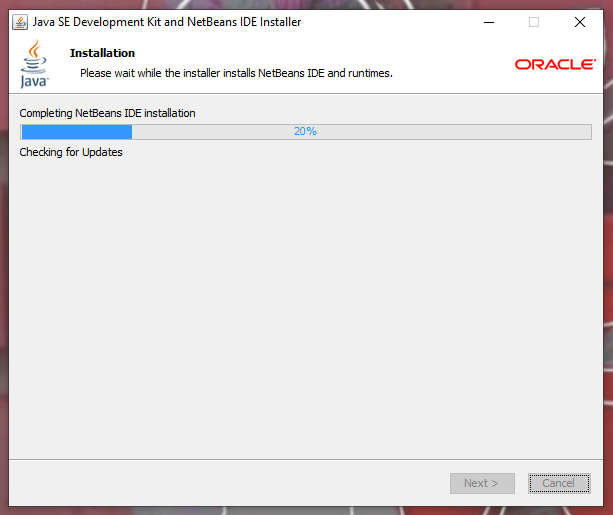 Java SE Development Kit and NetBeans IDE Installer
Installation
Please wait while the installer installs NetBeans IDE and runtimes.
Java™
ORACLE®
Completing NetBeans IDE installation
20%
Checking for Updates
Next >
Cancel